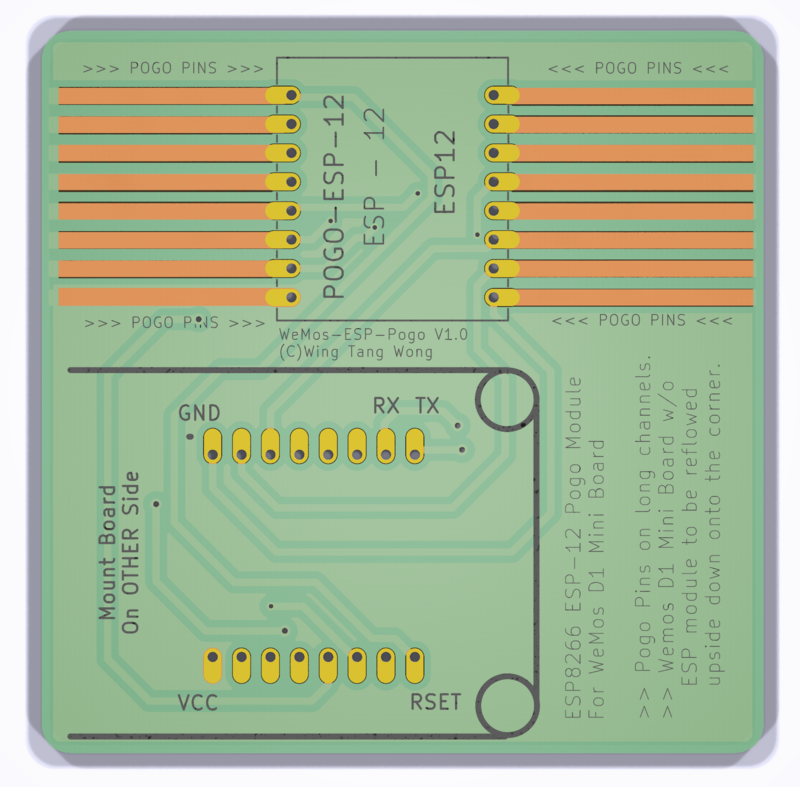 >>> POGO PINS >>>
<<< POGO PINS <<<
POGO-ESP-12
ESP - 12
ESP12
>>> POGO PINS >>>
<<< POGO PINS <<<
WeMos-ESP-Pogo V1.0
(C)Wing Tang Wong
GND
RX TX
Mount Board
On OTHER Side
VCC
RSET
ESP8266 ESP-12 Pogo Module
For WeMos D1 Mini Board
>> Pogo Pins on long channels.
>> Wemos D1 Mini Board w/o
ESP module to be reflowed
upside down onto the corner.